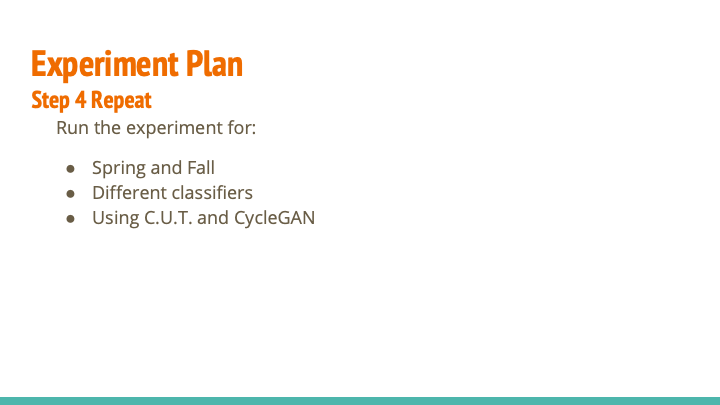 Experiment Plan
Step 4 Repeat
Run the experiment for:
● Spring and Fall
● Different classifiers
● Using C.U.T. and CycleGAN